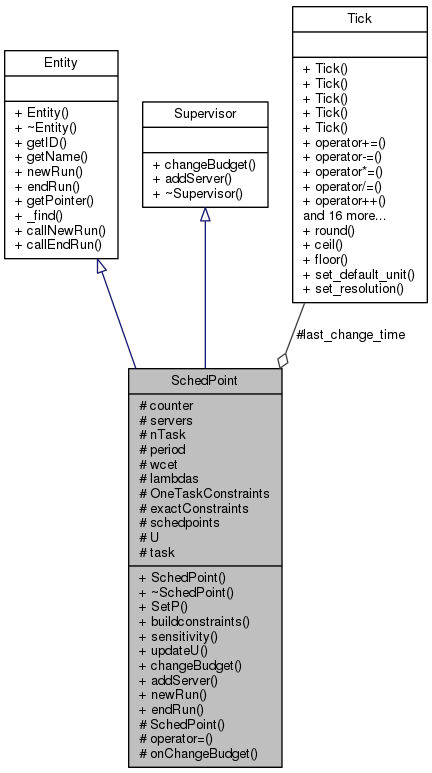 Entity
+ Entity()
+ ~Entity()
+ getID()
+ getName()
+ newRun()
+ endRun()
+ getPointer()
+ _find()
+ callNewRun()
+ callEndRun()
Supervisor
+ changeBudget()
+ addServer()
+ ~Supervisor()
Tick
+ Tick()
+ Tick()
+ Tick()
+ Tick()
+ Tick()
+ operator+=()
+ operator-=()
+ operator*=()
+ operator/=()
+ operator++()
and 16 more...
+ round()
+ ceil()
+ floor()
+ set_default_unit()
+ set_resolution()
#last_change_time
SchedPoint
# counter
# servers
# nTask
# period
# wcet
# lambdas
# OneTaskConstraints
# exactConstraints
# schedpoints
# U
# task
+ SchedPoint()
+ ~SchedPoint()
+ SetP()
+ buildconstraints()
+ sensitivity()
+ updateU()
+ changeBudget()
+ addServer()
+ newRun()
+ endRun()
# SchedPoint()
# operator=()
# onChangeBudget()